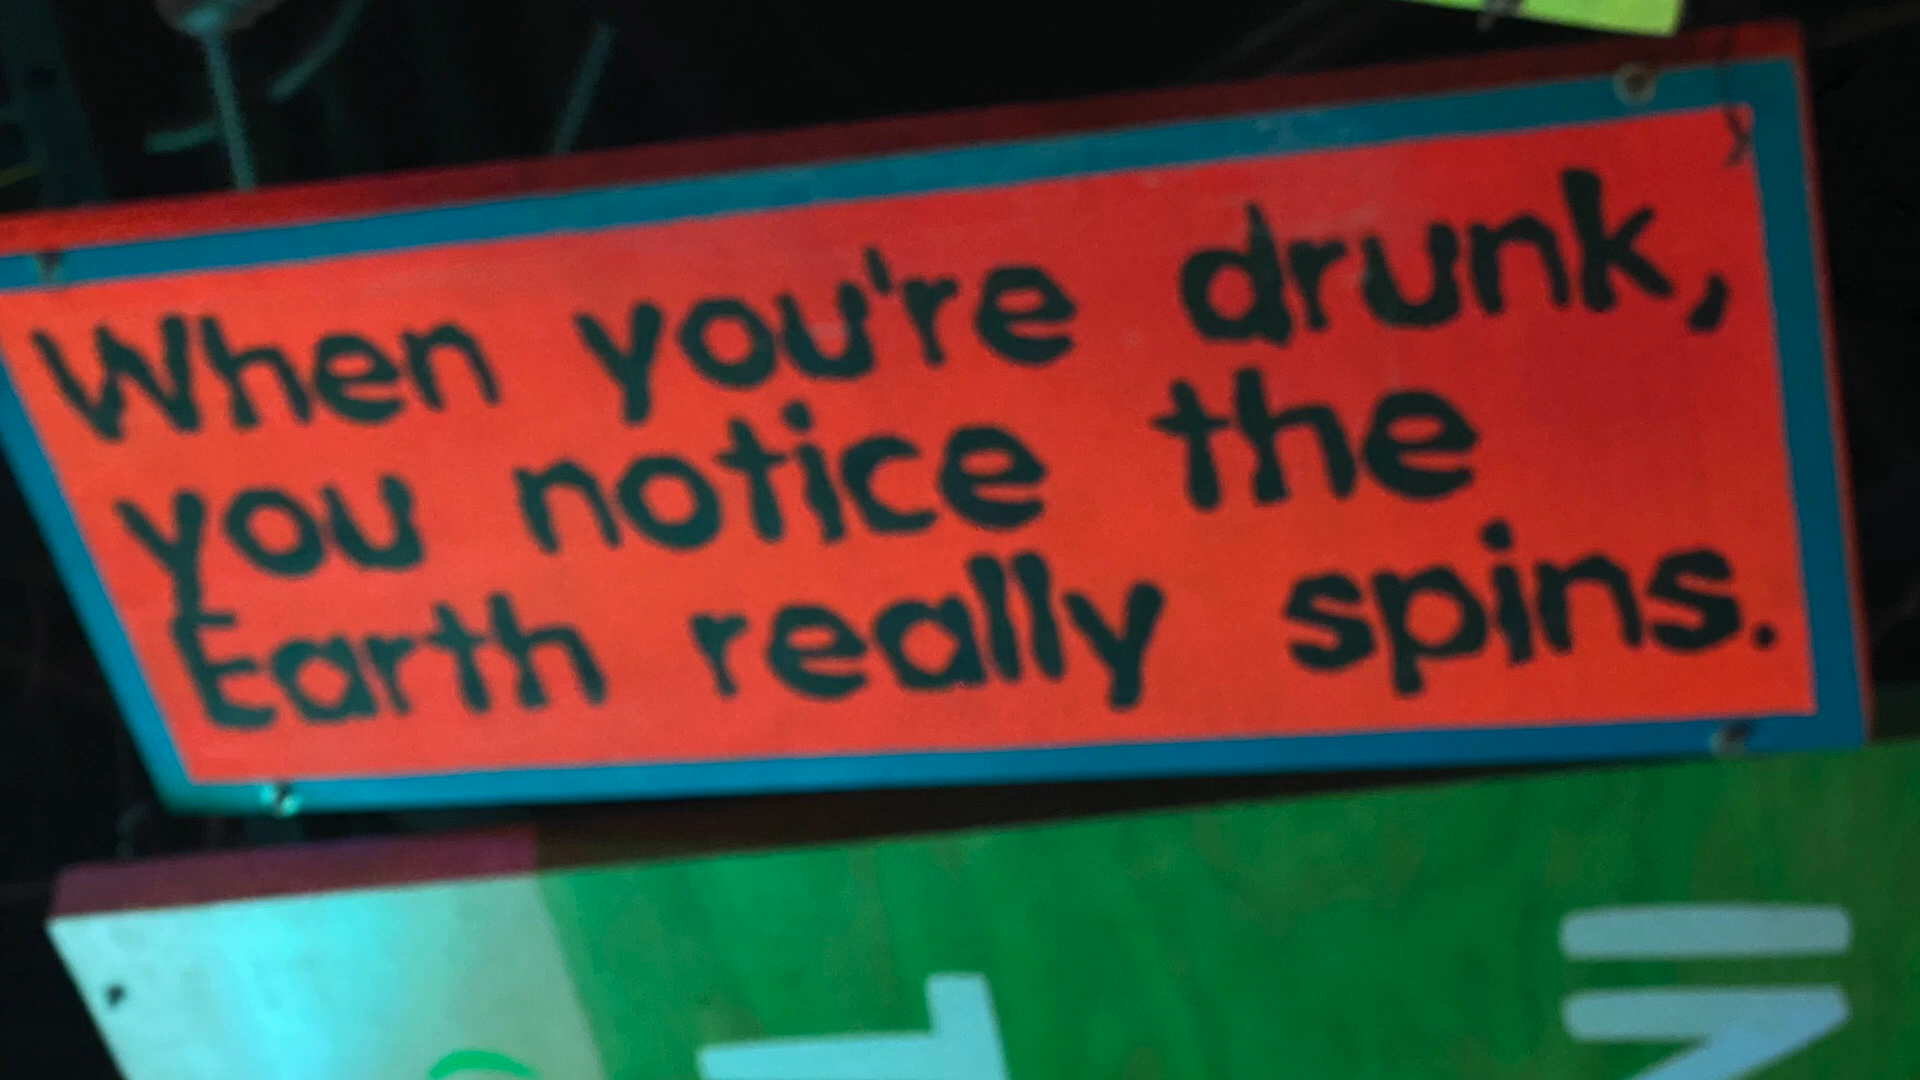 When you're drunk,
you notice the
Earth really spins.